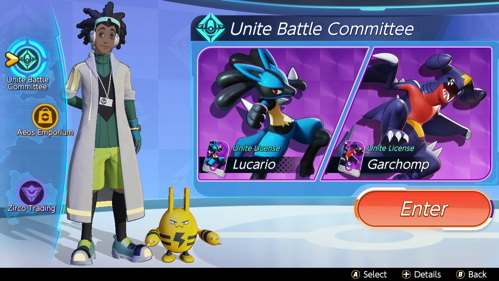 Unite Battle Committee
Unite Battle
Committee
Aeos Emporium
Zirco Trading
Unite License
Lucario
Unite License
Garchomp
Enter
A Select
+ Details
B Back